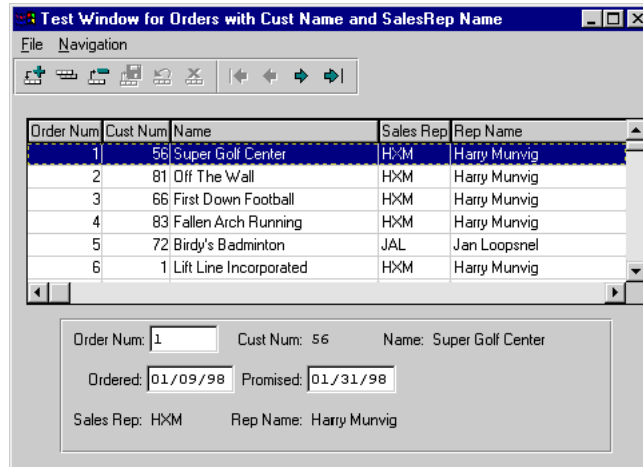 Test Window for Orders with Cust Name and SalesRep Name
File Navigation
Order Num Cust Num Name Sales Rep Rep Name
1 56 Super Golf Center HXM Harry Munvig
2 81 Off The Wall HXM Harry Munvig
3 66 First Down Football HXM Harry Munvig
4 83 Fallen Arch Running HXM Harry Munvig
5 72 Birdy's Badminton JAL Jan Loopsnel
6 1 Lift Line Incorporated HXM Harry Munvig
Order Num: 1 Cust Num: 56 Name: Super Golf Center
Ordered: 01/09/98 Promised: 01/31/98
Sales Rep: HXM Rep Name: Harry Munvig